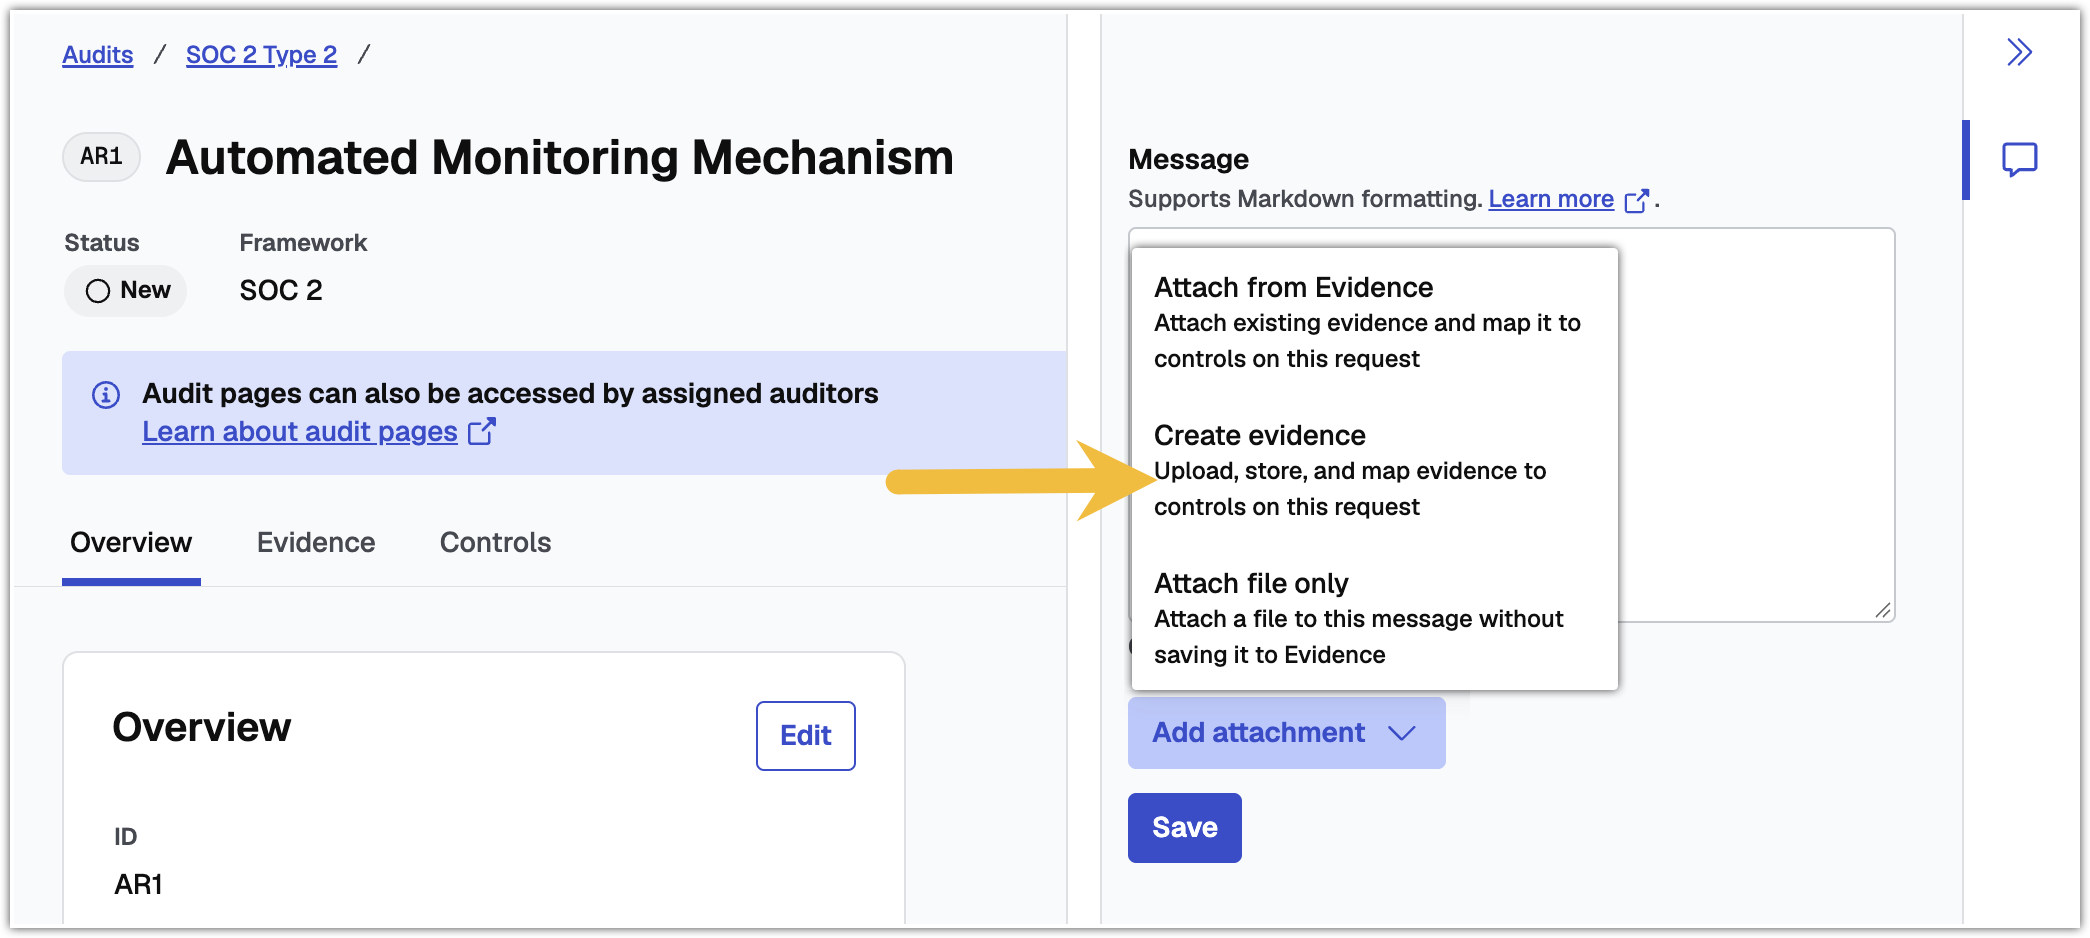 Audits / SOC 2 Type 2 /
AR1 Automated Monitoring Mechanism
Status Framework
New SOC 2
Audit pages can also be accessed by assigned auditors
Learn about audit pages
Overview Evidence Controls
Overview
Edit
ID
AR1
Message
Supports Markdown formatting. Learn more .
Attach from Evidence
Attach existing evidence and map it to
controls on this request
Create evidence
Upload, store, and map evidence to
controls on this request
Attach file only
Attach a file to this message without
saving it to Evidence
Add attachment
Save